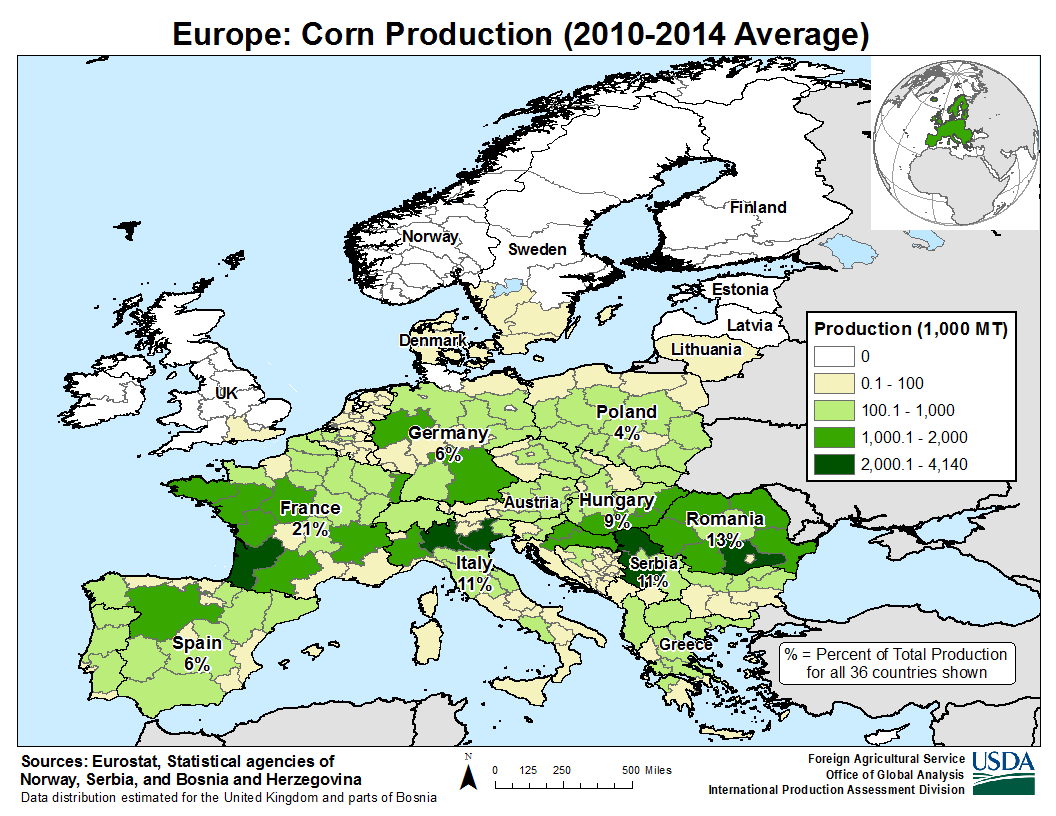 Europe: Corn Production (2010-2014 Average)
Finland
Norway
Sweden
Estonia
Latvia
Lithuania
Denmark
UK
Production (1,000 MT)
0
0.1 - 100
100.1 - 1,000
1,000.1 - 2,000
2,000.1 - 4,140
Poland
4%
Germany
6%
Austria
Hungary
9%
France
21%
Romania
13%
Italy
11%
Serbia
11%
Spain
6%
Greece
% = Percent of Total Production
for all 36 countries shown
Sources: Eurostat, Statistical agencies of
Norway, Serbia, and Bosnia and Herzegovina
Data distribution estimated for the United Kingdom and parts of Bosnia
N
0 125 250 500 Miles
Foreign Agricultural Service
Office of Global Analysis
International Production Assessment Division
USDA